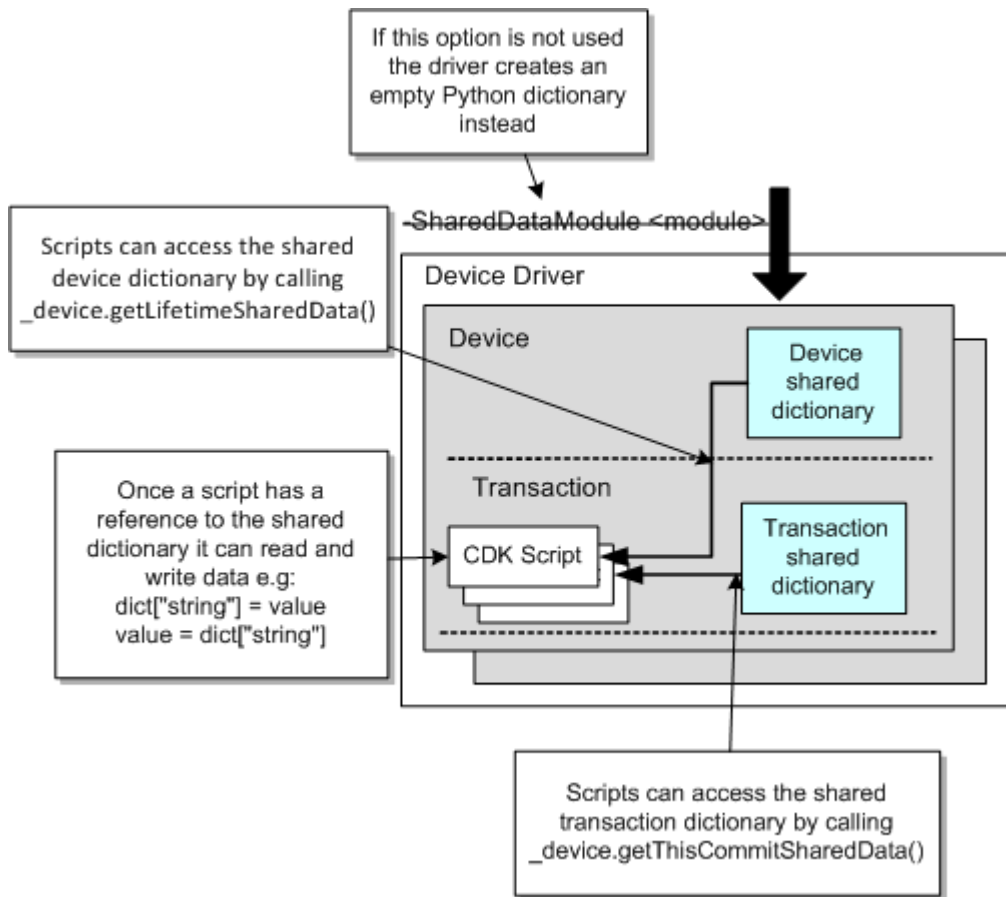 If this option is not used
the driver creates an
empty Python dictionary
instead
-SharedDataModule <module>
Scripts can access the shared
device dictionary by calling
_device.getLifetimeSharedData()
Device Driver
Device
Device
shared
dictionary
Once a script has a
reference to the shared
dictionary it can read and
write data e.g:
dict["string"] = value
value = dict["string"]
Transaction
CDK Script
Transaction
shared
dictionary
Scripts can access the shared
transaction dictionary by calling
_device.getThisCommitSharedData()